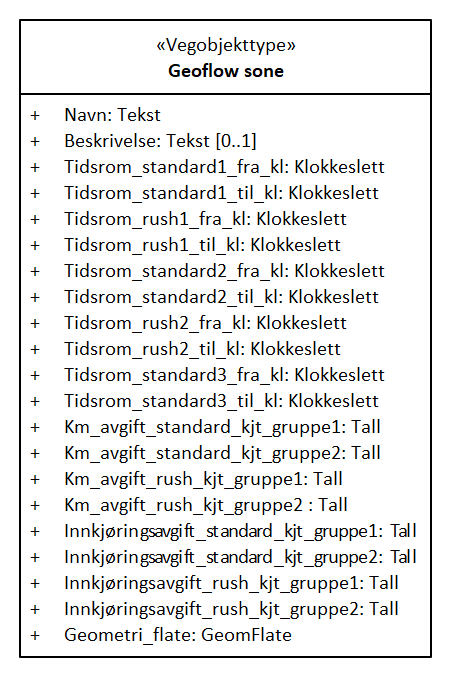 «Vegobjekttype»
Geoflow sone
+ Navn: Tekst
+ Beskrivelse: Tekst [0..1]
+ Tidsrom_standard1_fra_kl: Klokkeslett
+ Tidsrom_standard1_til_kl: Klokkeslett
+ Tidsrom_rush1_fra_kl: Klokkeslett
+ Tidsrom_rush1_til_kl: Klokkeslett
+ Tidsrom_standard2_fra_kl: Klokkeslett
+ Tidsrom_standard2_til_kl: Klokkeslett
+ Tidsrom_rush2_fra_kl: Klokkeslett
+ Tidsrom_rush2_til_kl: Klokkeslett
+ Tidsrom_standard3_fra_kl: Klokkeslett
+ Tidsrom_standard3_til_kl: Klokkeslett
+ Km_avgift_standard_kjt_gruppe1: Tall
+ Km_avgift_standard_kjt_gruppe2: Tall
+ Km_avgift_rush_kjt_gruppe1: Tall
+ Km_avgift_rush_kjt_gruppe2 : Tall
+ Innkjøringsavgift_standard_kjt_gruppe1: Tall
+ Innkjøringsavgift_standard_kjt_gruppe2: Tall
+ Innkjøringsavgift_rush_kjt_gruppe1: Tall
+ Innkjøringsavgift_rush_kjt_gruppe2: Tall
+ Geometri_flate: GeomFlate